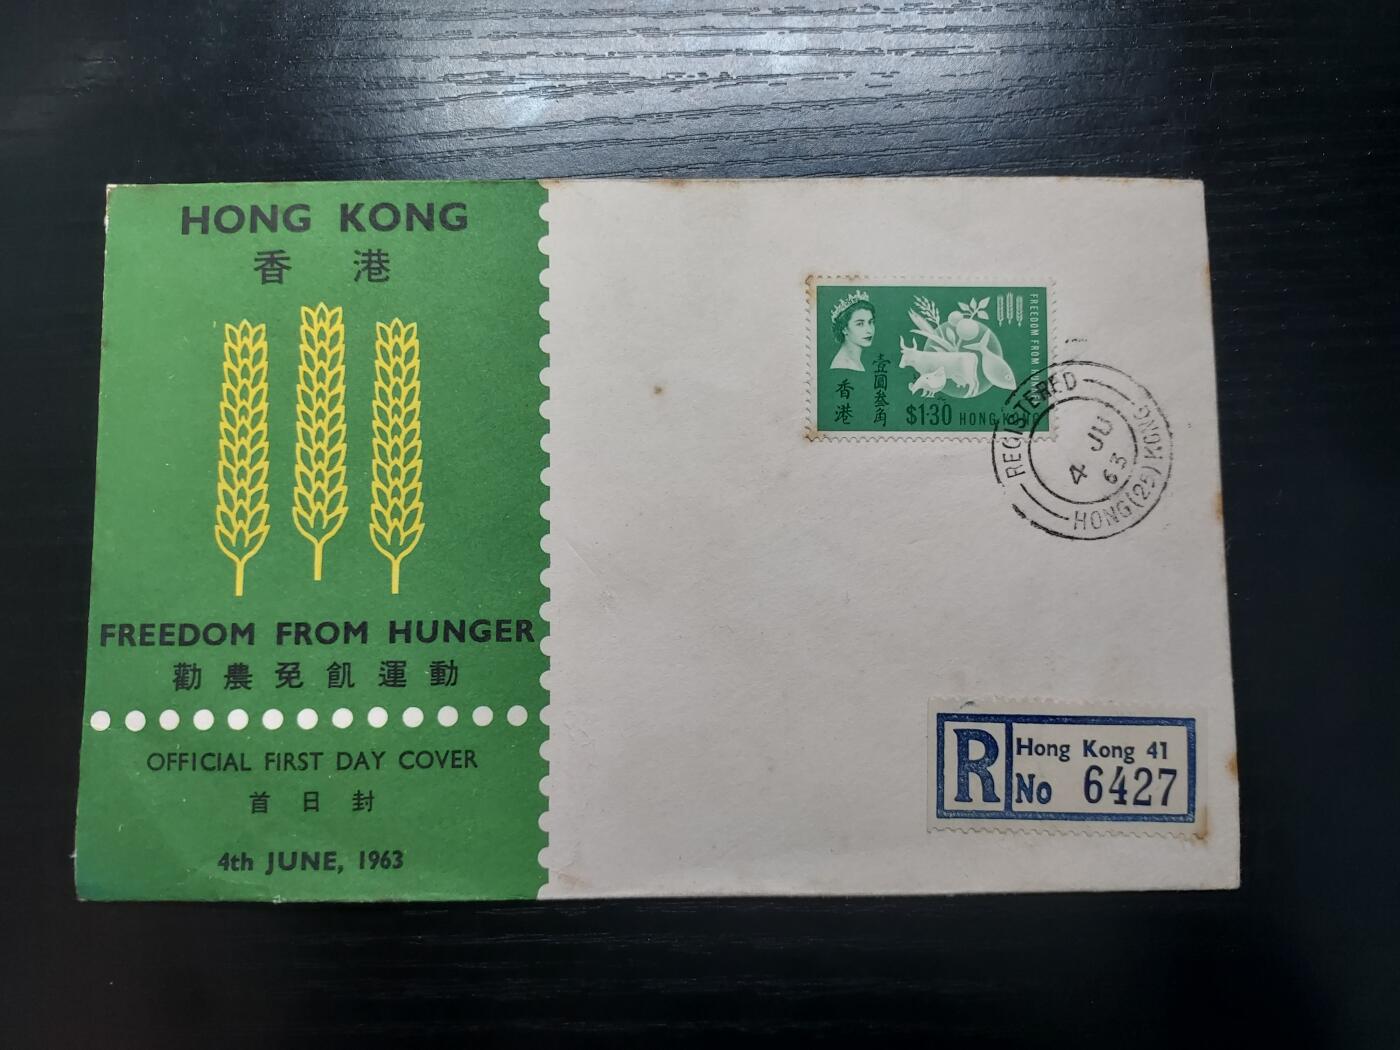 HONG KONG
香港
FREEDOM FROM HUNGER
勸農免飢運動
OFFICIAL FIRST DAY COVER
首日封
4th JUNE, 1963
FREEDOM FROM HUNGER
壹圓叁角
香港
$1.30 HONG KONG
REGISTERED
4 JU
63
HONG (25) KONG
R
Hong Kong 41
No 6427